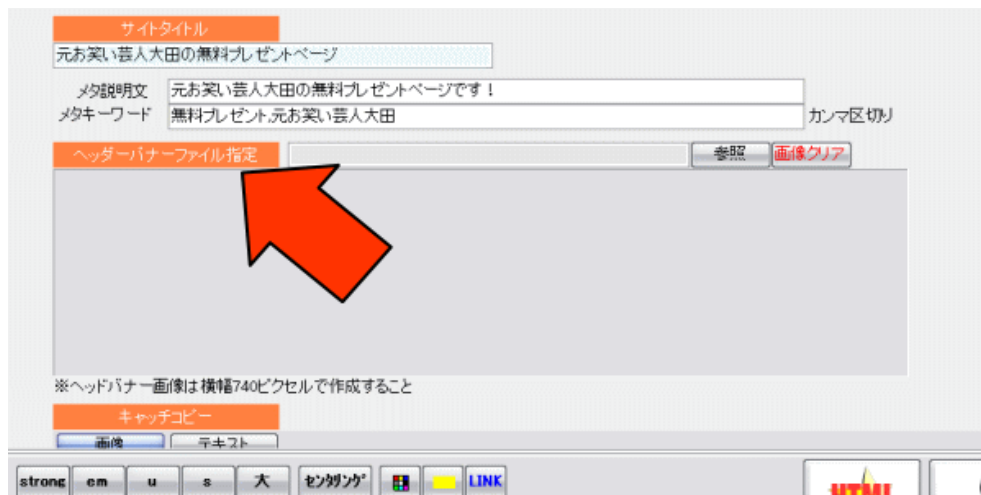 サイトタイトル
元お笑い芸人大田の無料プレゼントページ
メタ説明文 元お笑い芸人大田の無料プレゼントページです！
メタキーワード 無料プレゼント,元お笑い芸人大田 カンマ区切り
ヘッダーバナーファイル指定 参照 画像クリア
※ヘッドバナー画像は横幅740ピクセルで作成すること
キャッチコピー
画像 テキスト
strong em u s 大 センタリング LINK
HTML